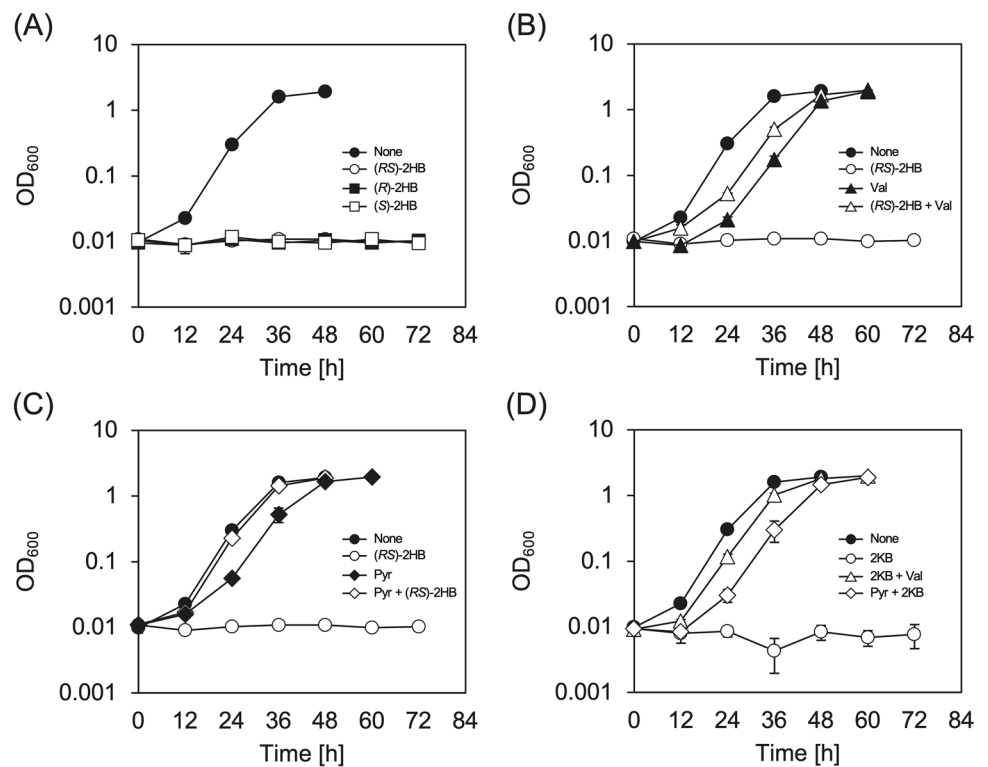 (A)
10
1
0.1
0.01
0.001
OD600
None
(RS)-2HB
(R)-2HB
(S)-2HB
0 12 24 36 48 60 72 84
Time [h]
(B)
10
1
0.1
0.01
0.001
OD600
None
(RS)-2HB
Val
(RS)-2HB + Val
0 12 24 36 48 60 72 84
Time [h]
(C)
10
1
0.1
0.01
0.001
OD600
None
(RS)-2HB
Pyr
Pyr + (RS)-2HB
0 12 24 36 48 60 72 84
Time [h]
(D)
10
1
0.1
0.01
0.001
OD600
None
2KB
2KB + Val
Pyr + 2KB
0 12 24 36 48 60 72 84
Time [h]